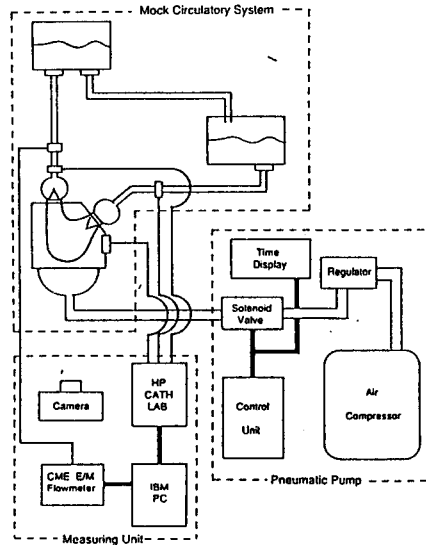 Mock Circulatory System
Time
Display
Regulator
Solenoid
Valve
HP
CATH
LAB
Control
Unit
Air
Compressor
Camera
CME E/M
Flowmeter
IBM
PC
Pneumatic Pump
Measuring Unit